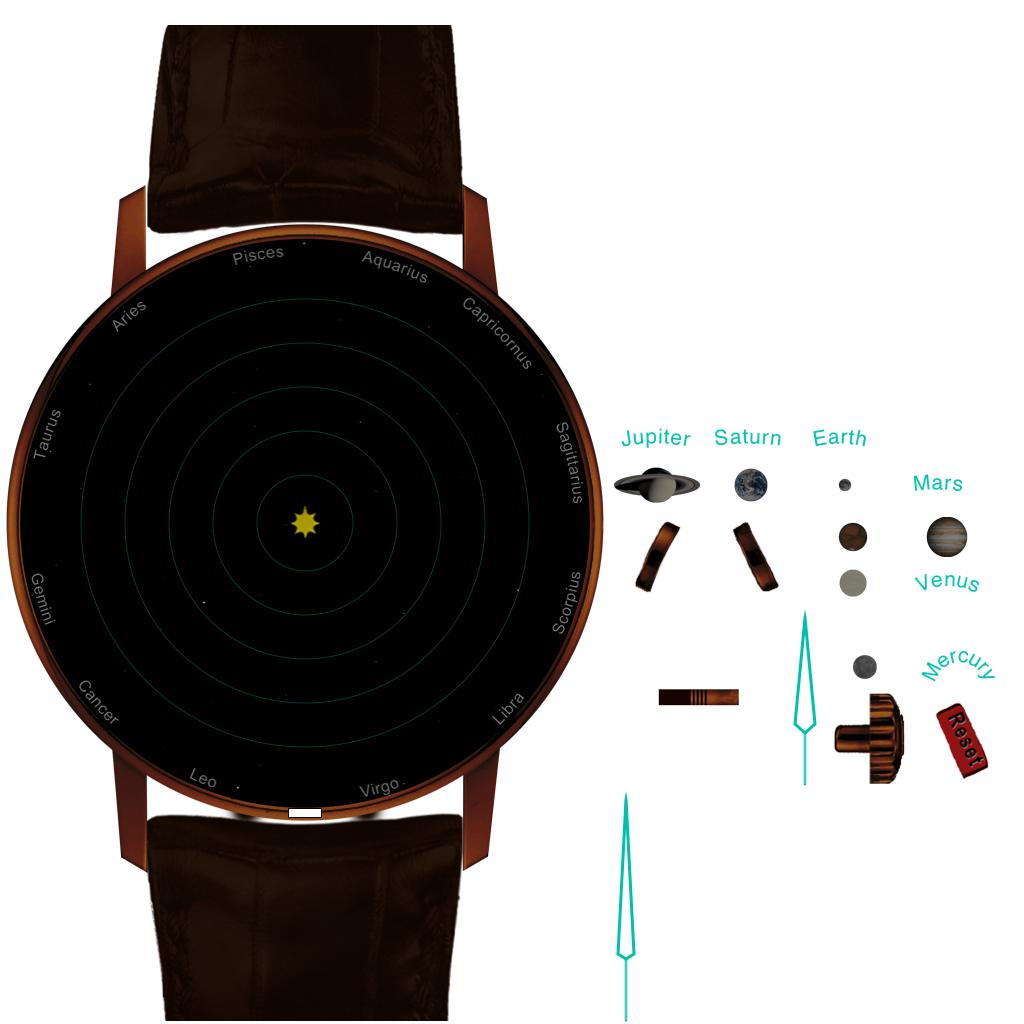 Pisces
Aquarius
Aries
Capricornus
Taurus
Sagittarius
Gemini
Scorpius
Cancer
Libra
Leo
Virgo
Jupiter
Saturn
Earth
Mars
Venus
Mercury
Reset